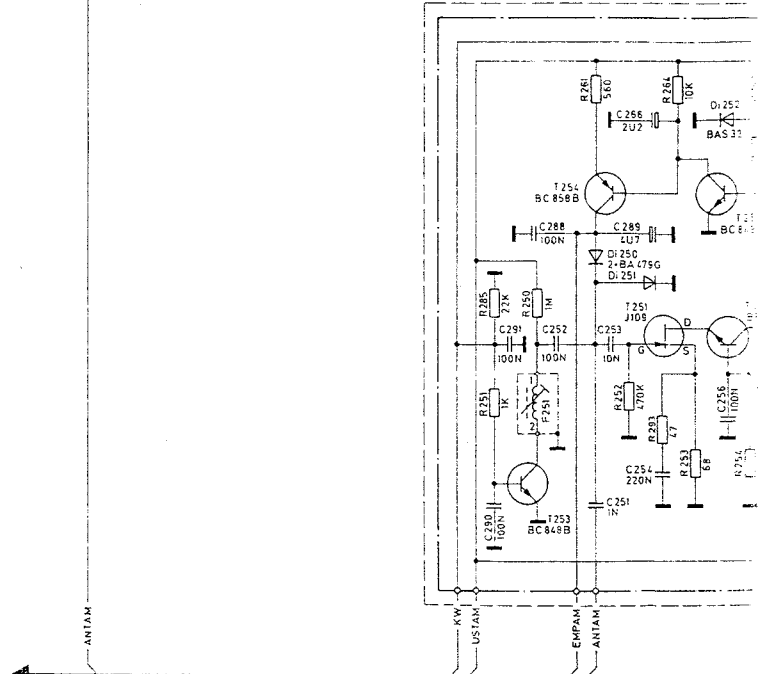 R261
560
R264
10K
Di252
BAS32
C266
2U2
T254
BC858B
C288
100N
C289
4U7
Di250
2×BA479G
Di251
R285
22K
R250
1M
T251
J109
D
G
S
C291
100N
C252
100N
C253
10N
R251
1K
1
2
F251
R252
470K
C256
100N
R293
47
R253
68
R254
C254
220N
C290
100N
T253
BC848B
C251
1N
ANTAM
KW
USTAM
EMPAM
ANTAM